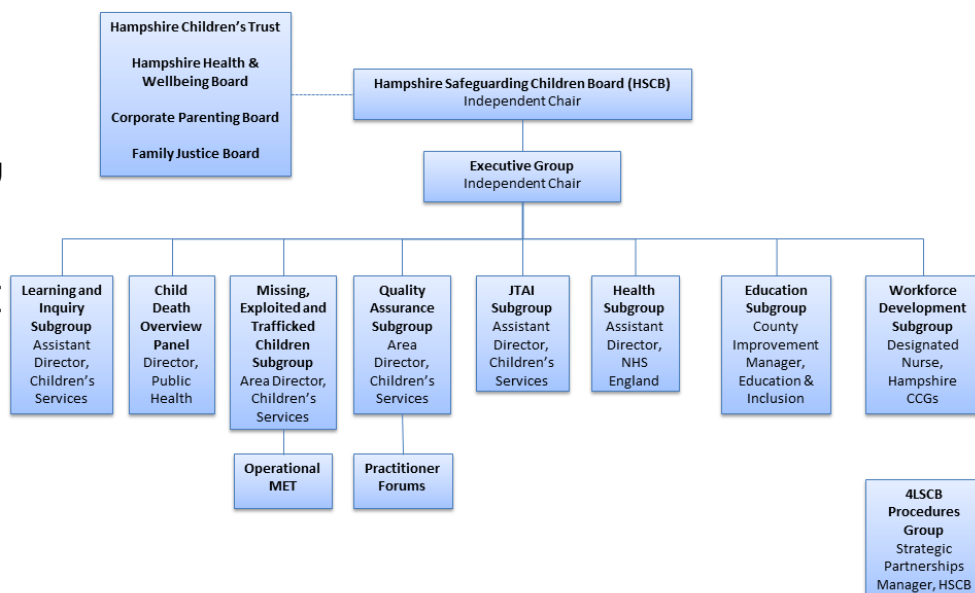 Hampshire Children's Trust
Hampshire Health &
Wellbeing Board
Corporate Parenting Board
Family Justice Board
Hampshire Safeguarding Children Board (HSCB)
Independent Chair
Executive Group
Independent Chair
Learning and
Inquiry
Subgroup
Assistant
Director,
Children's
Services
Child
Death
Overview
Panel
Director,
Public
Health
Missing,
Exploited and
Trafficked
Children
Subgroup
Area Director,
Children's
Services
Quality
Assurance
Subgroup
Area
Director,
Children's
Services
JTAI
Subgroup
Assistant
Director,
Children's
Services
Health
Subgroup
Assistant
Director,
NHS
England
Education
Subgroup
County
Improvement
Manager,
Education &
Inclusion
Workforce
Development
Subgroup
Designated
Nurse,
Hampshire
CCGs
Operational
MET
Practitioner
Forums
4LSCB
Procedures
Group
Strategic
Partnerships
Manager, HSCB